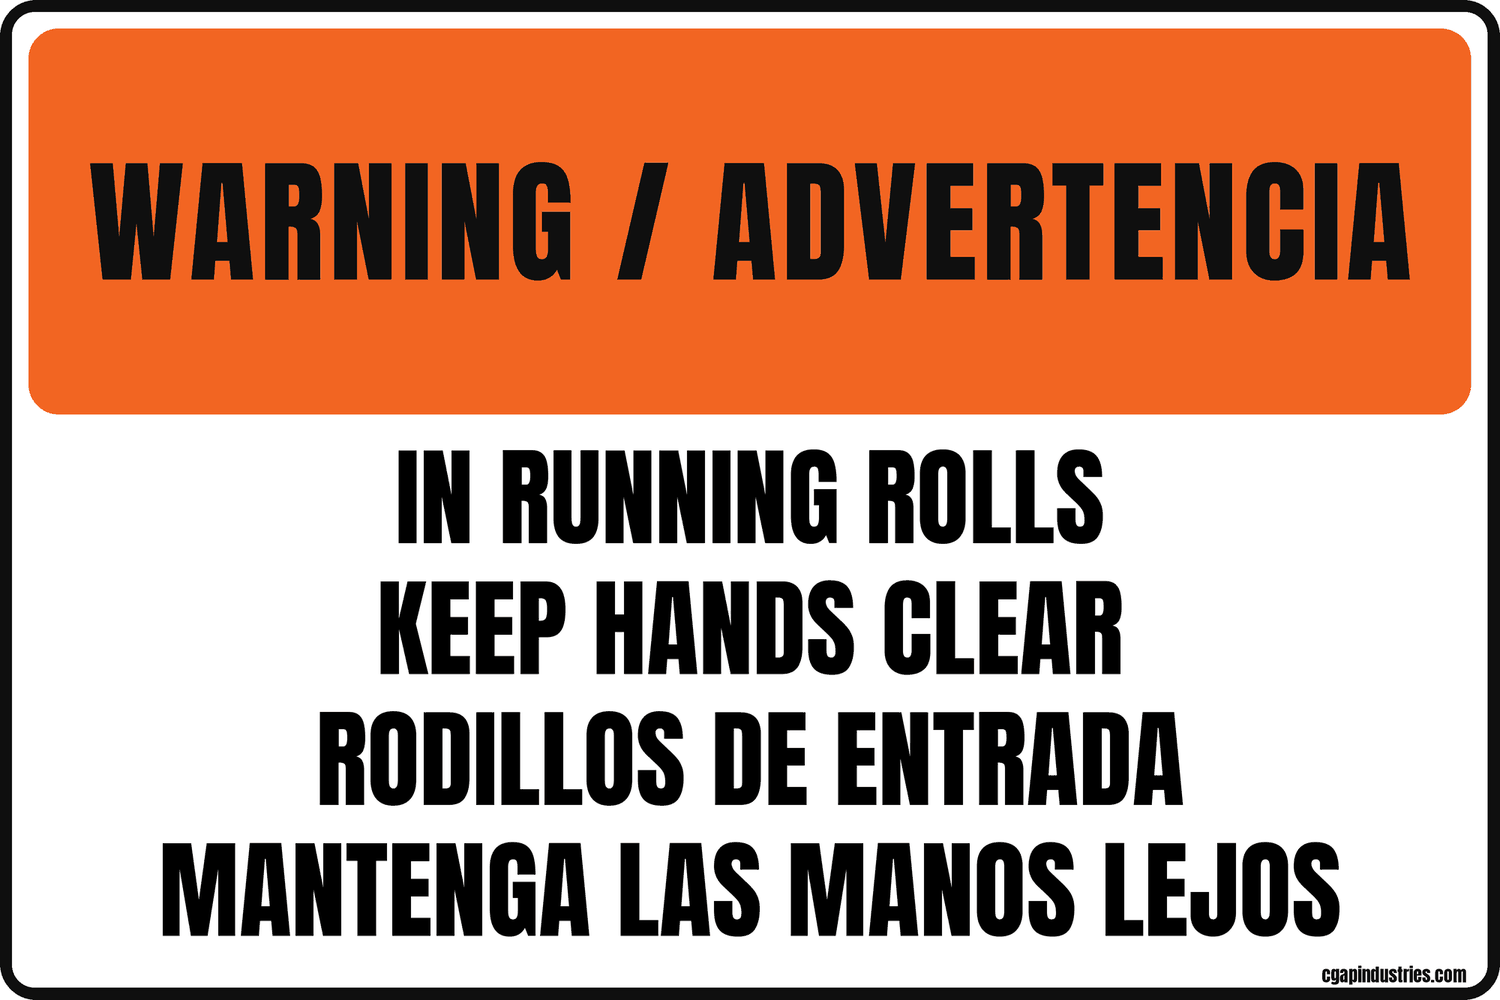 WARNING / ADVERTENCIA
IN RUNNING ROLLS
KEEP HANDS CLEAR
RODILLOS DE ENTRADA
MANTENGA LAS MANOS LEJOS
cgapindustries.com